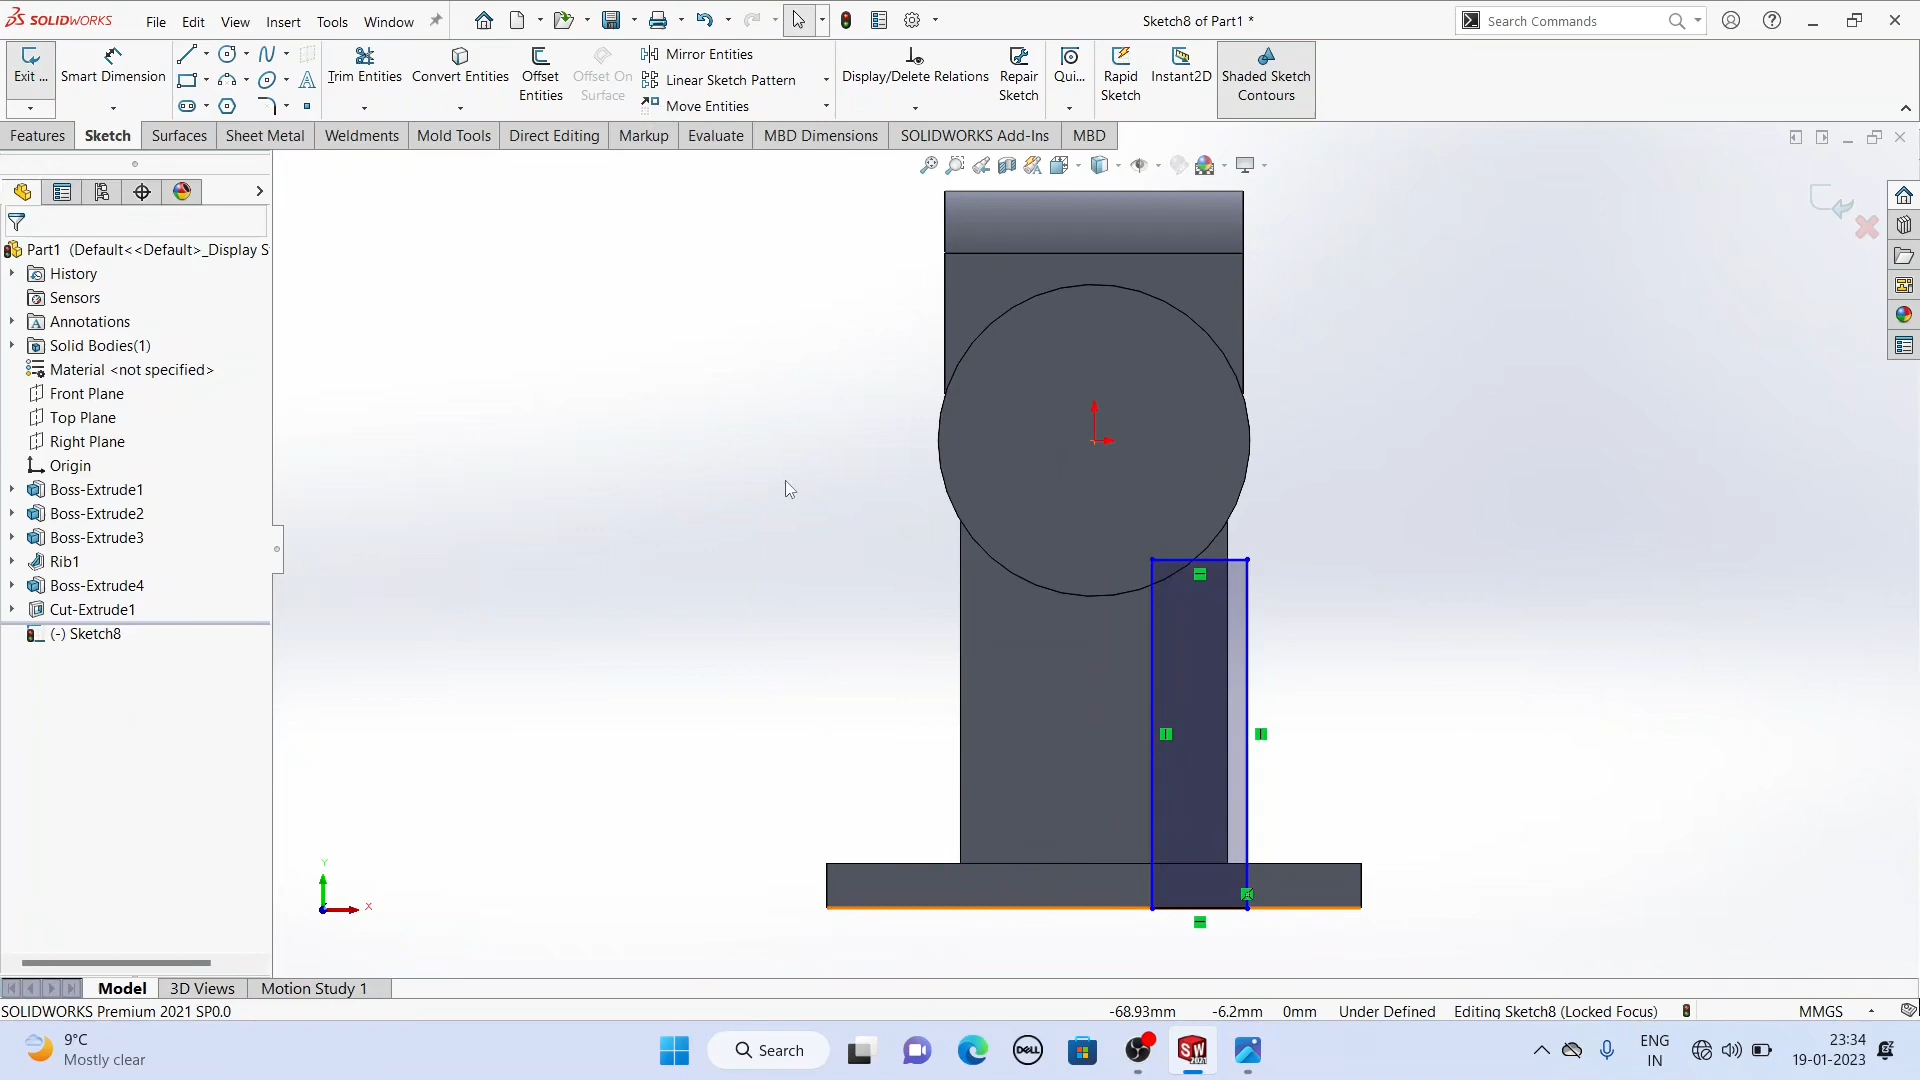 SOLIDWORKS File Edit View Insert Tools Window Sketch8 of Part1 * Search Commands
Exit ... Smart Dimension Trim Entities Convert Entities Offset Entities Offset On Surface Mirror Entities Linear Sketch Pattern Move Entities Display/Delete Relations Repair Sketch Qui... Rapid Sketch Instant2D Shaded Sketch Contours
Features Sketch Surfaces Sheet Metal Weldments Mold Tools Direct Editing Markup Evaluate MBD Dimensions SOLIDWORKS Add-Ins MBD
Part1 (Default<<Default>_Display S
History
Sensors
Annotations
Solid Bodies(1)
Material <not specified>
Front Plane
Top Plane
Right Plane
Origin
Boss-Extrude1
Boss-Extrude2
Boss-Extrude3
Rib1
Boss-Extrude4
Cut-Extrude1
(-) Sketch8
Y
X
Model 3D Views Motion Study 1
SOLIDWORKS Premium 2021 SP0.0 -68.93mm -6.2mm 0mm Under Defined Editing Sketch8 (Locked Focus) MMGS
9°C
Mostly clear
Search
DELL
SW
2021
ENG
IN
23:34
19-01-2023